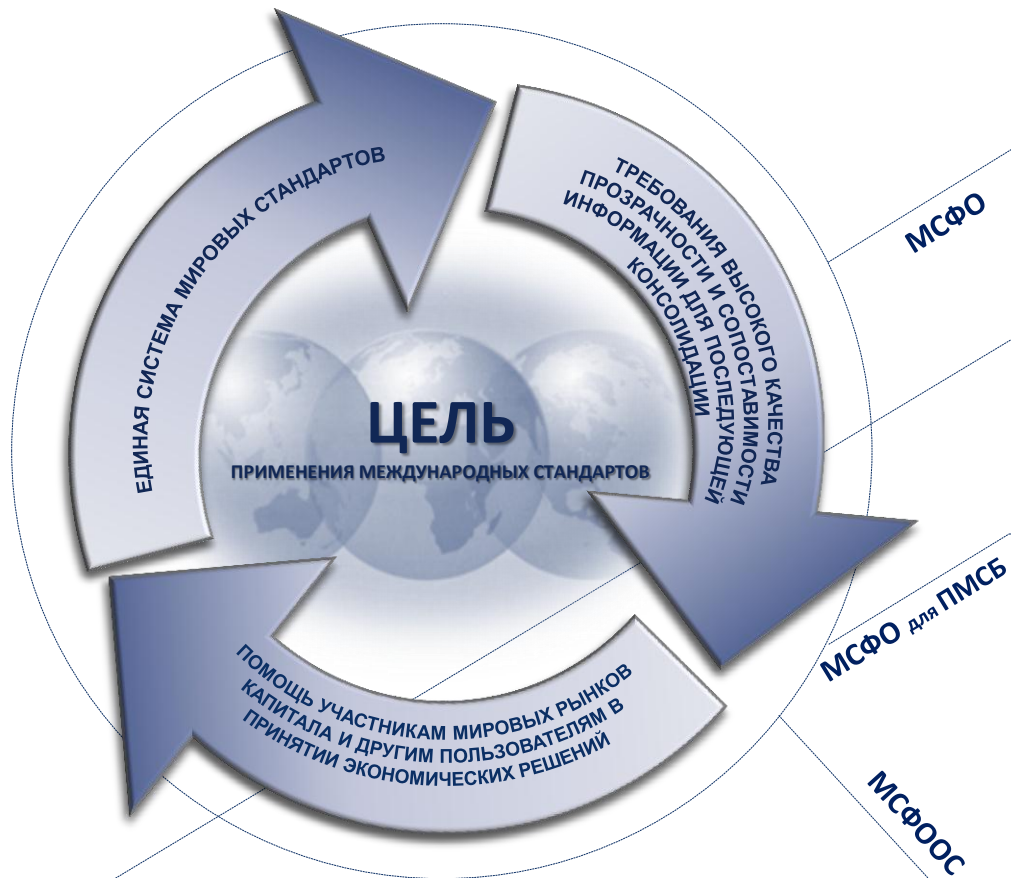 ЕДИНАЯ СИСТЕМА МИРОВЫХ СТАНДАРТОВ
ТРЕБОВАНИЯ ВЫСОКОГО КАЧЕСТВА
ПРОЗРАЧНОСТИ И СОПОСТАВИМОСТИ
ИНФОРМАЦИИ ДЛЯ ПОСЛЕДУЮЩЕЙ
КОНСОЛИДАЦИИ
МСФО
ЦЕЛЬ
ПРИМЕНЕНИЯ МЕЖДУНАРОДНЫХ СТАНДАРТОВ
МСФО для ПМСБ
ПОМОЩЬ УЧАСТНИКАМ МИРОВЫХ РЫНКОВ
КАПИТАЛА И ДРУГИМ ПОЛЬЗОВАТЕЛЯМ В
ПРИНЯТИИ ЭКОНОМИЧЕСКИХ РЕШЕНИЙ
МСФООС